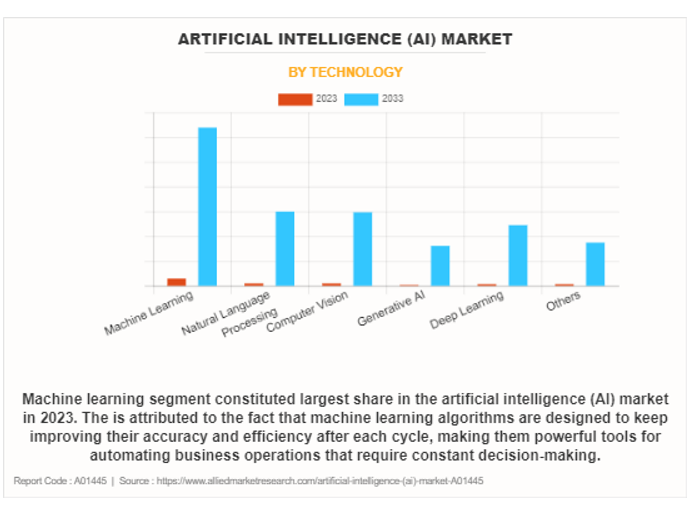 ARTIFICIAL INTELLIGENCE (AI) MARKET
BY TECHNOLOGY
2023 2033
Machine Learning
Natural Language
Processing
Computer Vision
Generative AI
Deep Learning
Others
Machine learning segment constituted largest share in the artificial intelligence (AI) market
in 2023. The is attributed to the fact that machine learning algorithms are designed to keep
improving their accuracy and efficiency after each cycle, making them powerful tools for
automating business operations that require constant decision-making.
Report Code : A01445 | Source : https://www.alliedmarketresearch.com/artificial-intelligence-(ai)-market-A01445